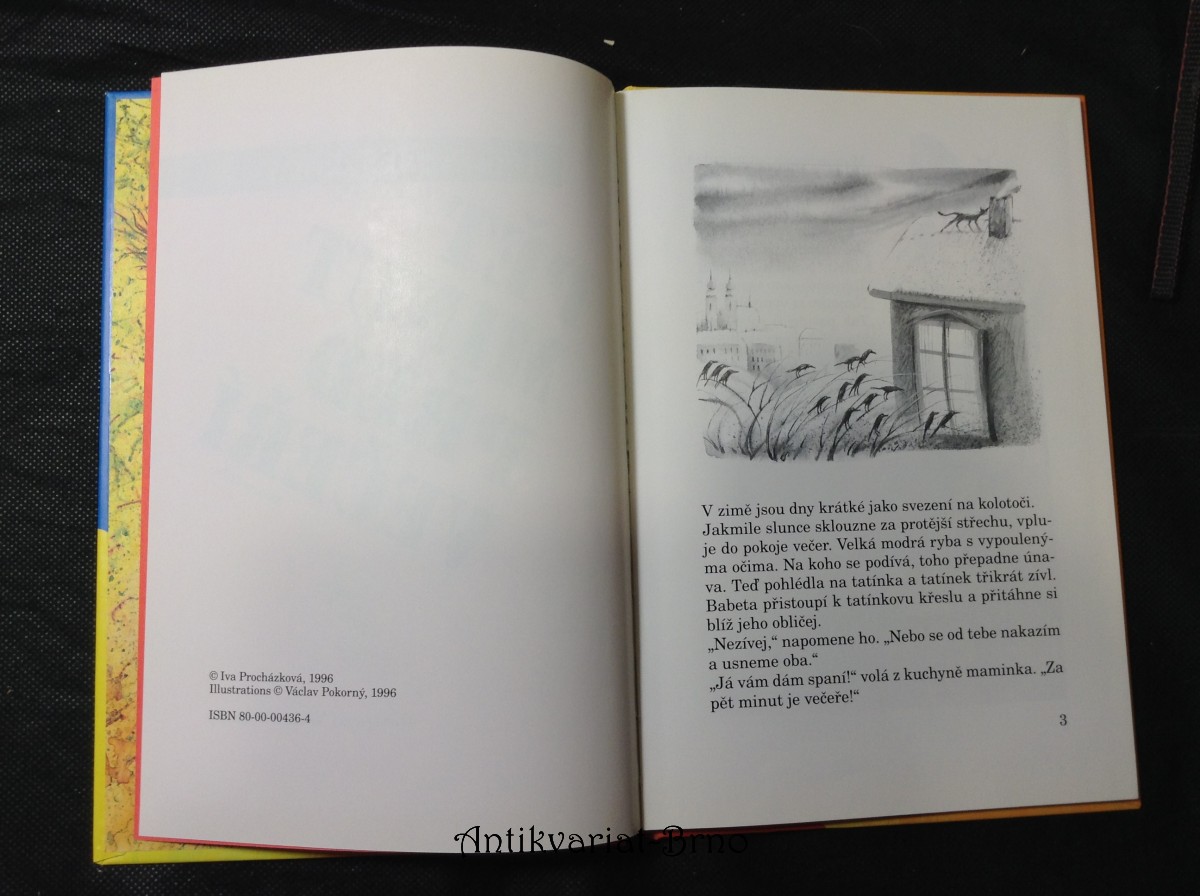 © Iva Procházková, 1996
Illustrations © Václav Pokorný, 1996
ISBN 80-00-00436-4
V zimě jsou dny krátké jako svezení na kolotoči.
Jakmile slunce sklouzne za protější střechu, vplu-
je do pokoje večer. Velká modrá ryba s vypoulený-
ma očima. Na koho se podívá, toho přepadne úna-
va. Teď pohlédla na tatínka a tatínek třikrát zívl.
Babeta přistoupí k tatínkovu křeslu a přitáhne si
blíž jeho obličej.
„Nezívej,“ napomene ho. „Nebo se od tebe nakazím
a usneme oba.“
„Já vám dám spaní!“ volá z kuchyně maminka. „Za
pět minut je večeře!“
3
Antikvariat-Brno